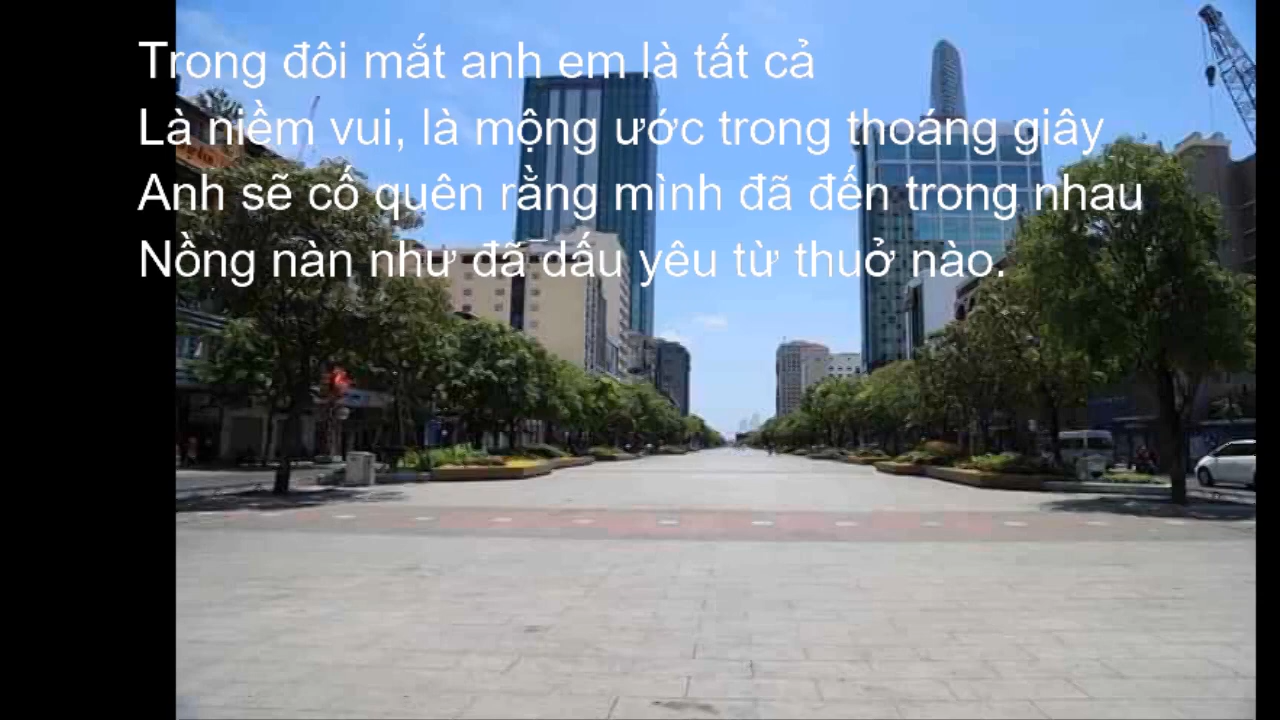 Trong đôi mắt anh em là tất cả
Là niềm vui, là mộng ước trong thoáng giây
Anh sẽ cố quên rằng mình đã đến trong nhau
Nồng nàn như đã dấu yêu từ thuở nào.